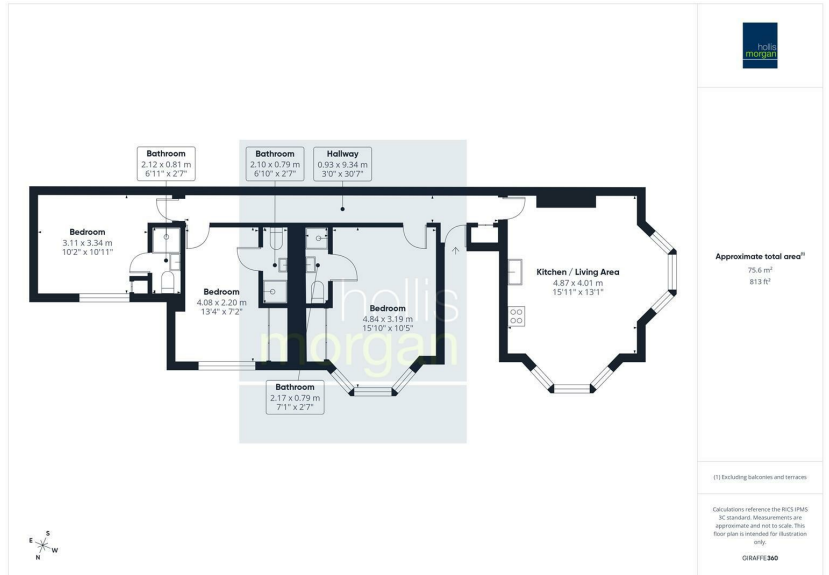 hollis
morgan
Bathroom
2.12 x 0.81 m
6'11" x 2'7"
Bathroom
2.10 x 0.79 m
6'10" x 2'7"
Hallway
0.93 x 9.34 m
3'0" x 30'7"
Bedroom
3.11 x 3.34 m
10'2" x 10'11"
Bedroom
4.08 x 2.20 m
13'4" x 7'2"
Bedroom
4.84 x 3.19 m
15'10" x 10'5"
Kitchen / Living Area
4.87 x 4.01 m
15'11" x 13'1"
hollis
morgan
Bathroom
2.17 x 0.79 m
7'1" x 2'7"
Approximate total area(1)
75.6 m²
813 ft²
(1) Excluding balconies and terraces
Calculations reference the RICS IPMS
3C standard. Measurements are
approximate and not to scale. This
floor plan is intended for illustration
only.
GIRAFFE360
S
E
W
N